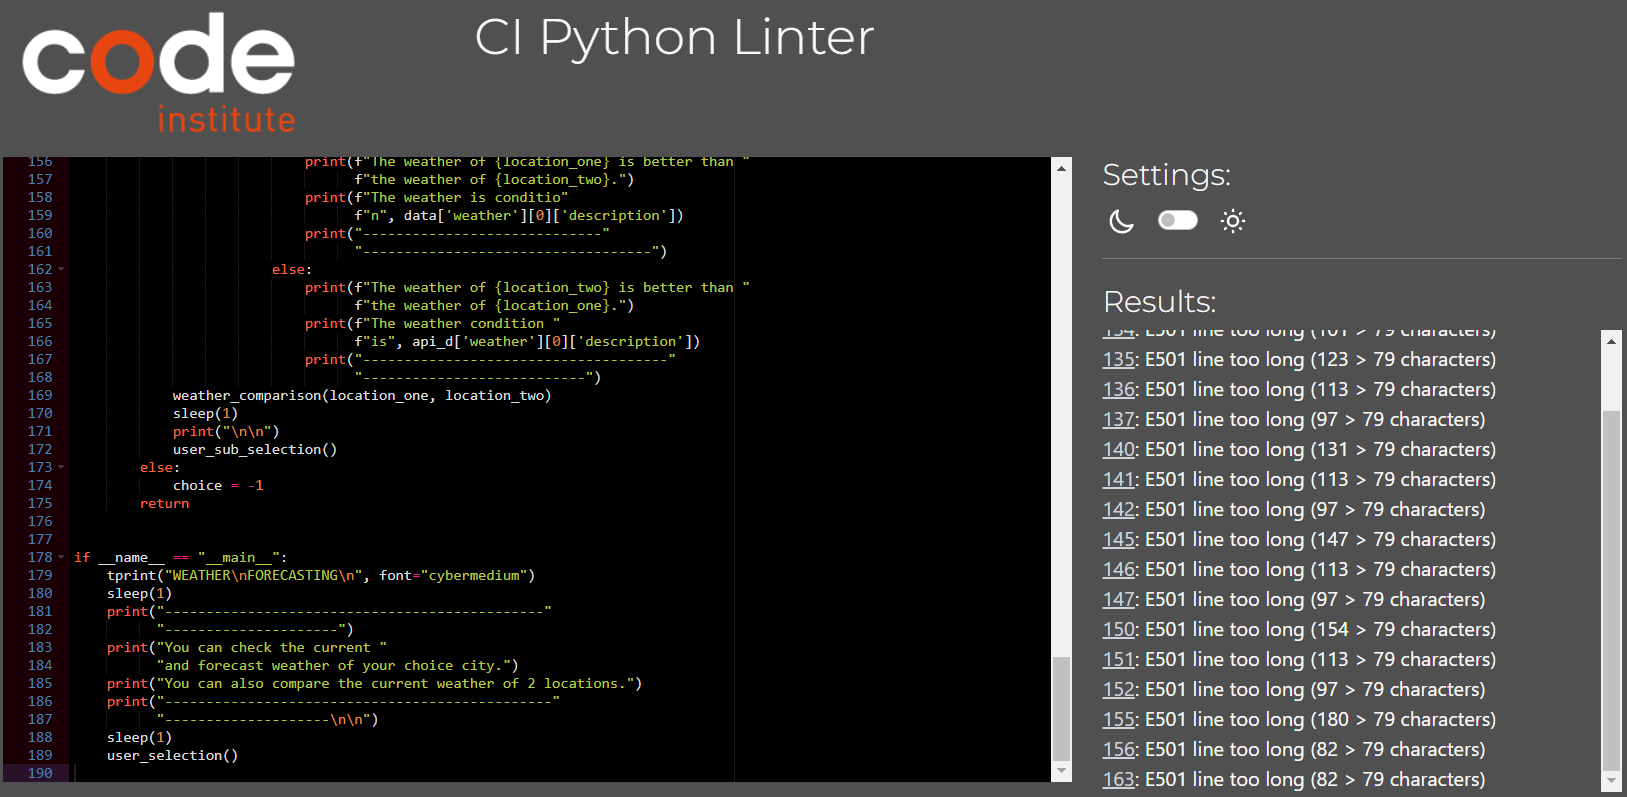 code
institute
CI Python Linter
156 print(f"The weather of {location_one} is better than "
157 f"the weather of {location_two}.")
158 print(f"The weather is conditio"
159 f"n", data['weather'][0]['description'])
160 print("-----------------------------"
161 "-----------------------------------")
162 else:
163 print(f"The weather of {location_two} is better than "
164 f"the weather of {location_one}.")
165 print(f"The weather condition "
166 f"is", api_d['weather'][0]['description'])
167 print("-------------------------------------"
168 "---------------------------")
169 weather_comparison(location_one, location_two)
170 sleep(1)
171 print("\n\n")
172 user_sub_selection()
173 else:
174 choice = -1
175 return
176
177
178 if __name__ == "__main__":
179 tprint("WEATHER\nFORECASTING\n", font="cybermedium")
180 sleep(1)
181 print("----------------------------------------------"
182 "---------------------")
183 print("You can check the current "
184 "and forecast weather of your choice city.")
185 print("You can also compare the current weather of 2 locations.")
186 print("-----------------------------------------------"
187 "--------------------\n\n")
188 sleep(1)
189 user_selection()
190
Settings:
Results:
134: E501 line too long (101 > 79 characters)
135: E501 line too long (123 > 79 characters)
136: E501 line too long (113 > 79 characters)
137: E501 line too long (97 > 79 characters)
140: E501 line too long (131 > 79 characters)
141: E501 line too long (113 > 79 characters)
142: E501 line too long (97 > 79 characters)
145: E501 line too long (147 > 79 characters)
146: E501 line too long (113 > 79 characters)
147: E501 line too long (97 > 79 characters)
150: E501 line too long (154 > 79 characters)
151: E501 line too long (113 > 79 characters)
152: E501 line too long (97 > 79 characters)
155: E501 line too long (180 > 79 characters)
156: E501 line too long (82 > 79 characters)
163: E501 line too long (82 > 79 characters)